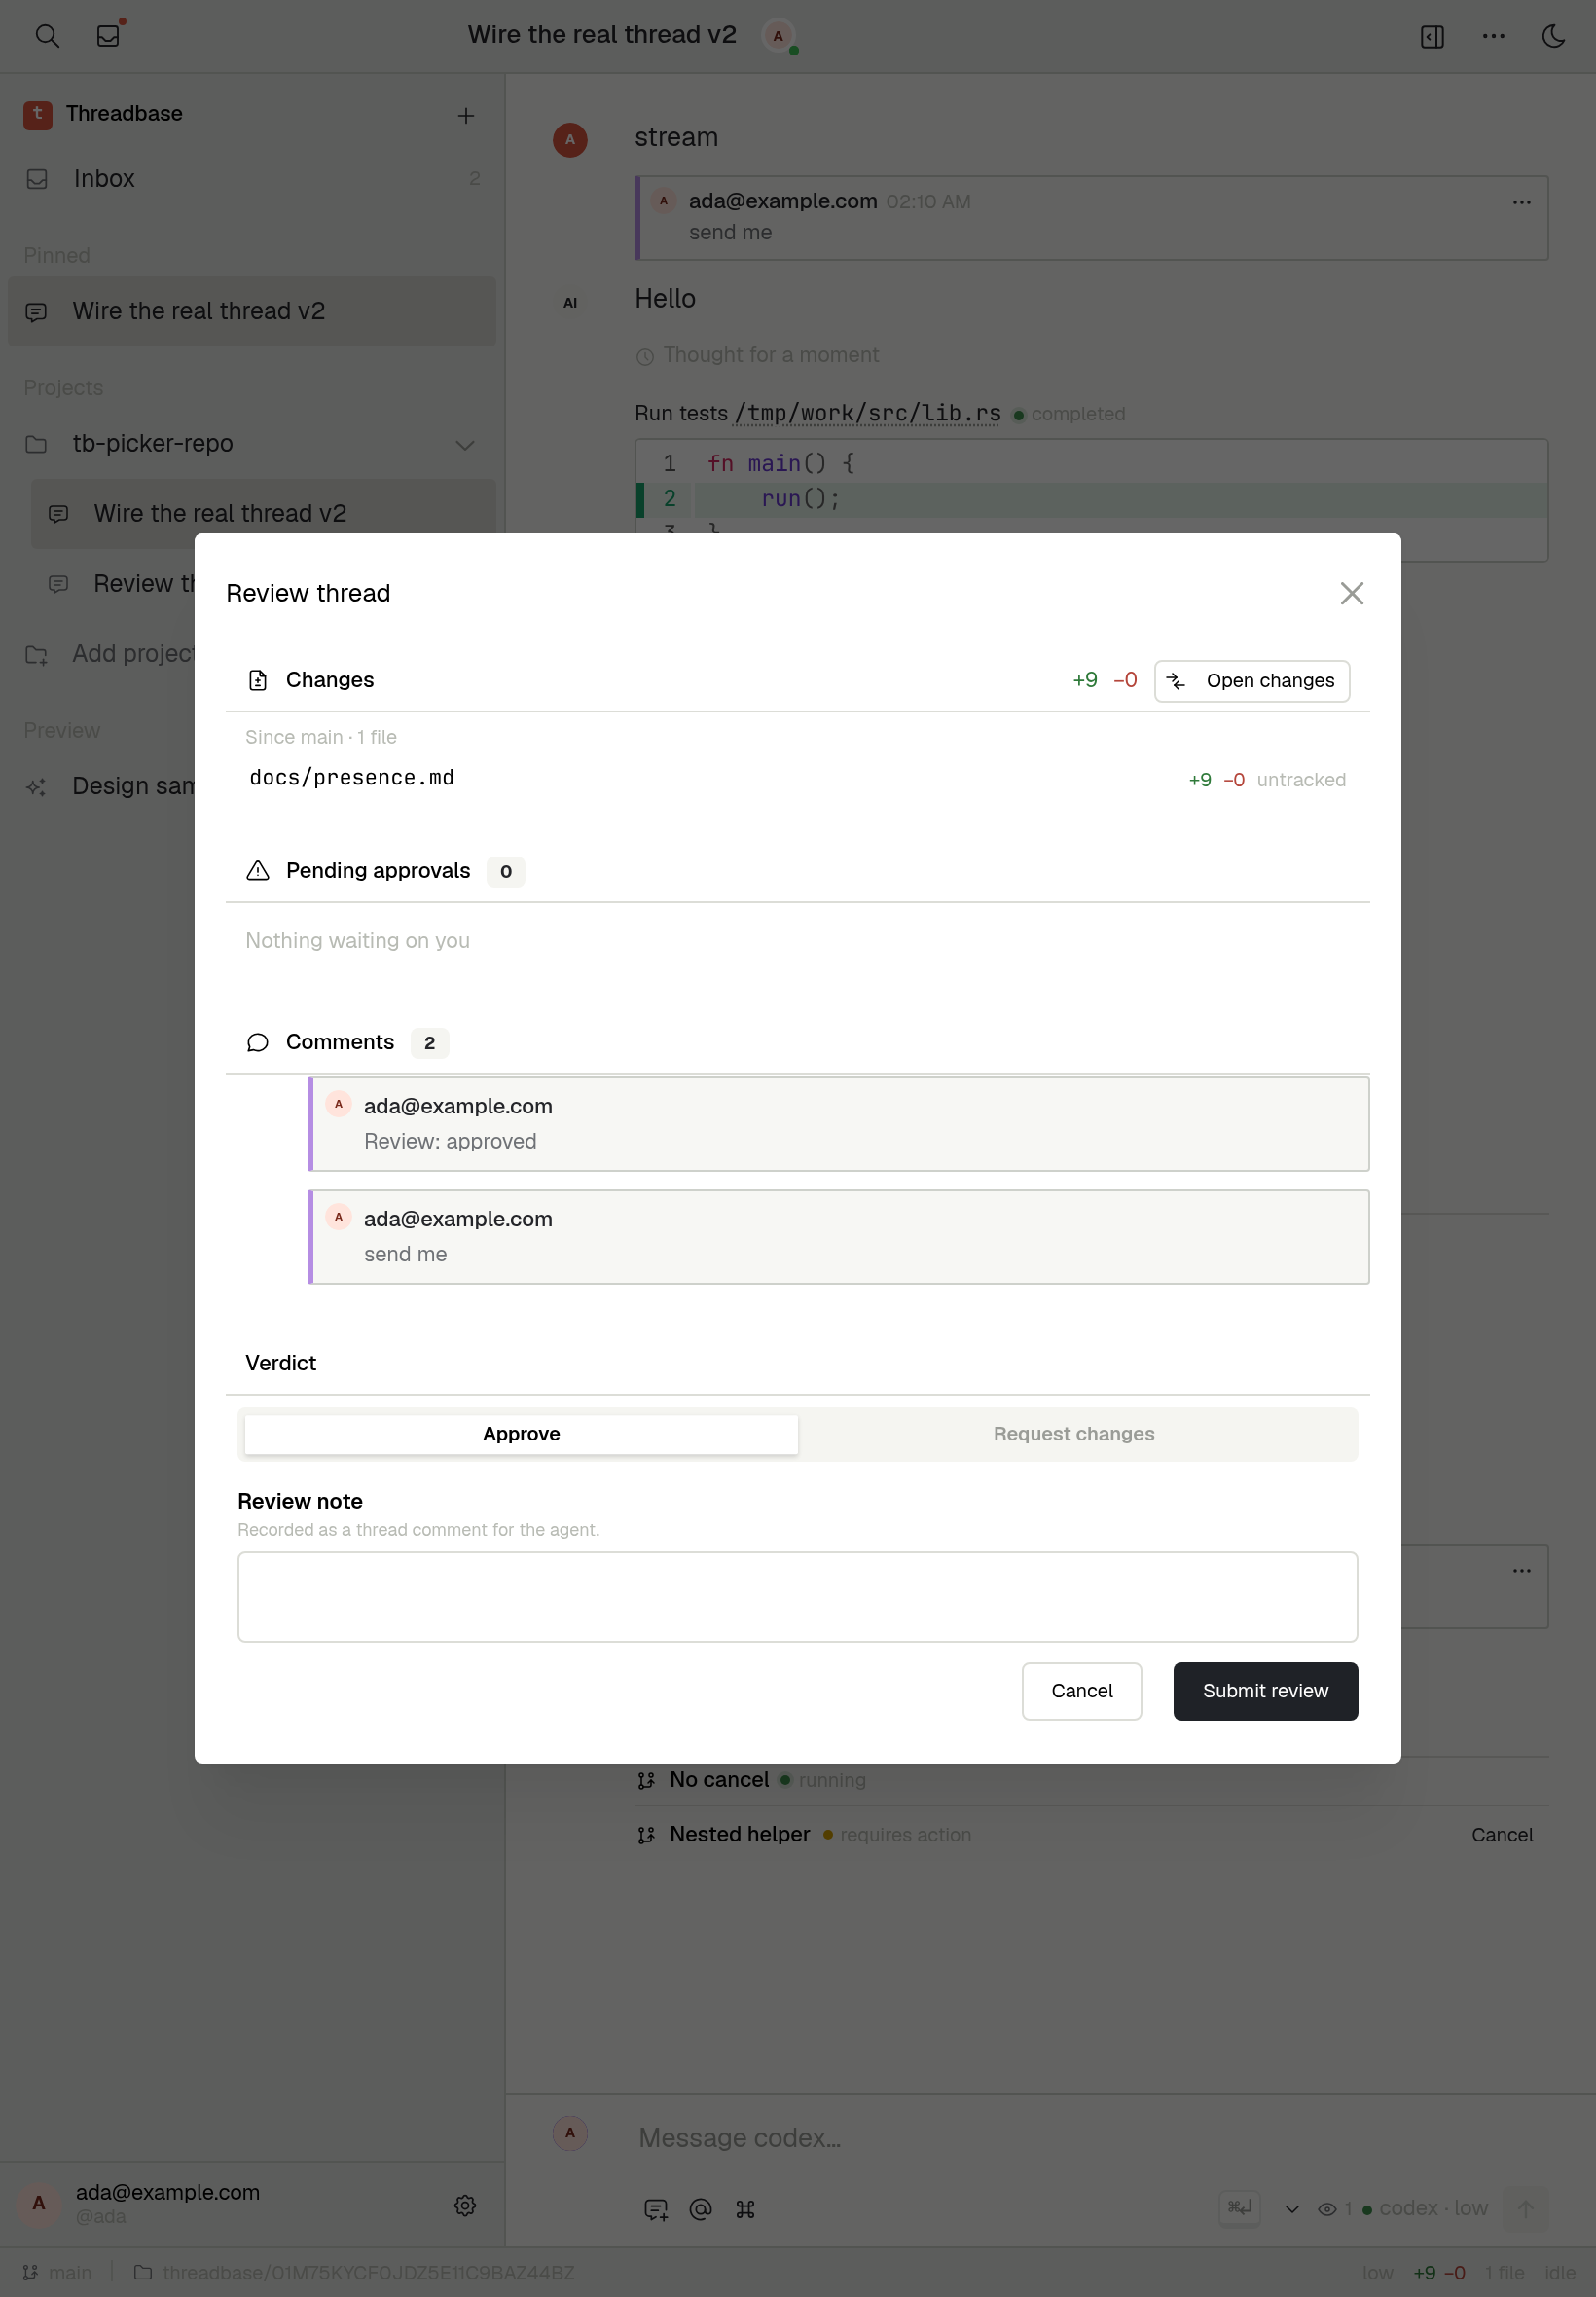 Wire the real thread v2
A
t
Threadbase
Inbox
2
Pinned
Wire the real thread v2
Projects
tb-picker-repo
Wire the real thread v2
Review th
Add project
Preview
Design sam
A
stream
A
ada@example.com 02:10 AM
send me
AI
Hello
Thought for a moment
Run tests /tmp/work/src/lib.rs completed
1 fn main() {
2 run();
3 }
Review thread
Changes
+9 −0
Open changes
Since main · 1 file
docs/presence.md
+9 −0 untracked
Pending approvals
0
Nothing waiting on you
Comments
2
A
ada@example.com
Review: approved
A
ada@example.com
send me
Verdict
Approve
Request changes
Review note
Recorded as a thread comment for the agent.
Cancel
Submit review
No cancel running
Nested helper requires action
Cancel
A
Message codex...
1 codex · low
A
ada@example.com
@ada
main
threadbase/01M75KYCF0JDZ5E11C9BAZ44BZ
low +9 −0 1 file idle